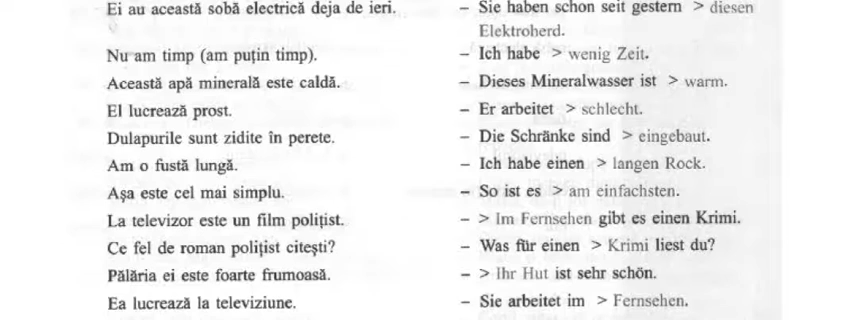 Ei au această sobă electrică deja de ieri. – Sie haben schon seit gestern > diesen
Elektroherd.
Nu am timp (am puțin timp). – Ich habe > wenig Zeit.
Această apă minerală este caldă. – Dieses Mineralwasser ist > warm.
El lucrează prost. – Er arbeitet > schlecht.
Dulapurile sunt zidite în perete. – Die Schränke sind > eingebaut.
Am o fustă lungă. – Ich habe einen > langen Rock.
Așa este cel mai simplu. – So ist es > am einfachsten.
La televizor este un film polițist. – > Im Fernsehen gibt es einen Krimi.
Ce fel de roman polițist citești? – Was für einen > Krimi liest du?
Pălăria ei este foarte frumoasă. – > Ihr Hut ist sehr schön.
Ea lucrează la televiziune. – Sie arbeitet im > Fernsehen.